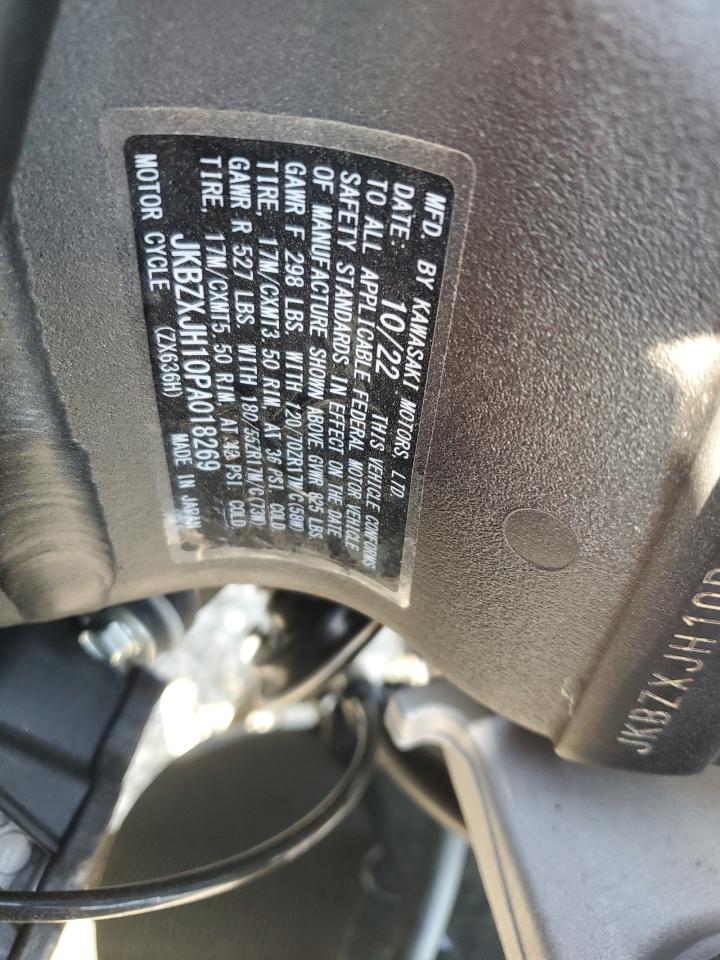 MFD. BY KAWASAKI MOTORS, LTD.
DATE: 10/22 THIS VEHICLE CONFORMS
TO ALL APPLICABLE FEDERAL MOTOR VEHICLE
SAFETY STANDARDS IN EFFECT ON THE DATE
OF MANUFACTURE SHOWN ABOVE. GVWR 825 LBS
GAWR F 298 LBS WITH 120/70ZR17M/C(58W)
TIRE, 17M/CXMT3.50 RIM, AT 36 PSI COLD
GAWR R 527 LBS WITH 180/55ZR17M/C(73W)
TIRE, 17M/CXMT5.50 RIM, AT 42 PSI COLD
JKBZXJH10PA018269
MOTOR CYCLE (ZX636H) MADE IN JAPAN
JKBZXJH10P